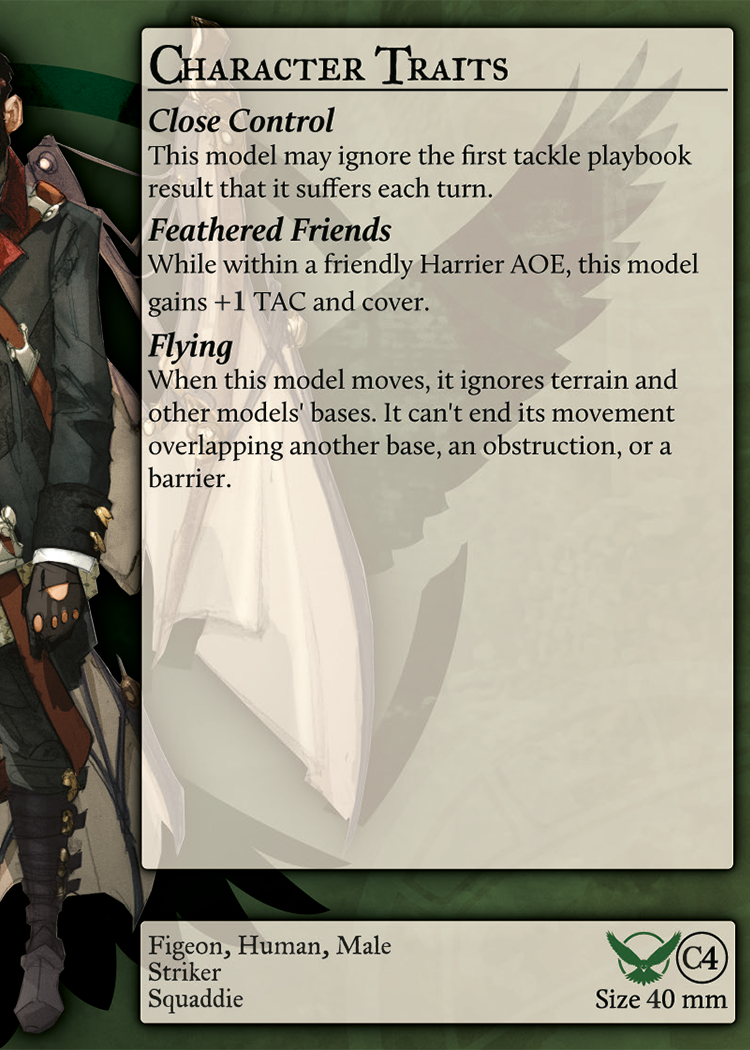 Character Traits
Close Control
This model may ignore the first tackle playbook
result that it suffers each turn.
Feathered Friends
While within a friendly Harrier AOE, this model
gains +1 TAC and cover.
Flying
When this model moves, it ignores terrain and
other models' bases. It can't end its movement
overlapping another base, an obstruction, or a
barrier.
Figeon, Human, Male
Striker
Squaddie
C4
Size 40 mm